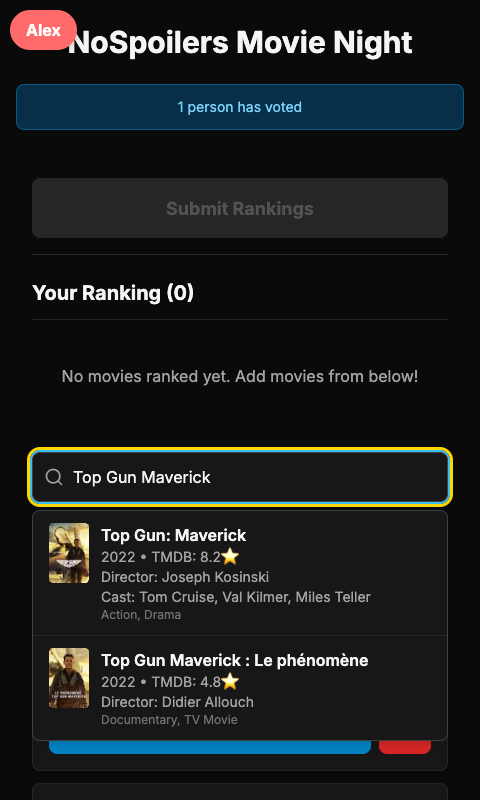 Alex
NoSpoilers Movie Night
1 person has voted
Submit Rankings
Your Ranking (0)
No movies ranked yet. Add movies from below!
Top Gun Maverick
Top Gun: Maverick
2022 • TMDB: 8.2⭐
Director: Joseph Kosinski
Cast: Tom Cruise, Val Kilmer, Miles Teller
Action, Drama
Top Gun Maverick : Le phénomène
2022 • TMDB: 4.8⭐
Director: Didier Allouch
Documentary, TV Movie